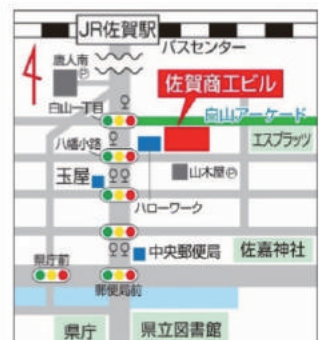 JR佐賀駅
バスセンター
唐人南
Ⓟ
佐賀商工ビル
白山一丁目
白山アーケード
八幡小路
エスプラッツ
玉屋
山木屋Ⓟ
ハローワーク
中央郵便局
佐嘉神社
県庁前
郵便局前
県庁
県立図書館